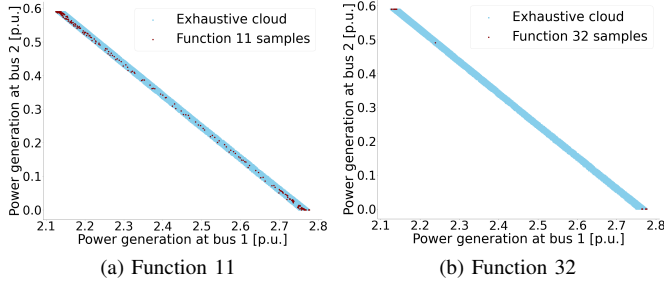 0.6
0.5
0.4
0.3
0.2
0.1
0.0
Power generation at bus 2 [p.u.]
Exhaustive cloud
Function 11 samples
2.1 2.2 2.3 2.4 2.5 2.6 2.7 2.8
Power generation at bus 1 [p.u.]
(a) Function 11
0.6
0.5
0.4
0.3
0.2
0.1
0.0
Power generation at bus 2 [p.u.]
Exhaustive cloud
Function 32 samples
2.1 2.2 2.3 2.4 2.5 2.6 2.7 2.8
Power generation at bus 1 [p.u.]
(b) Function 32